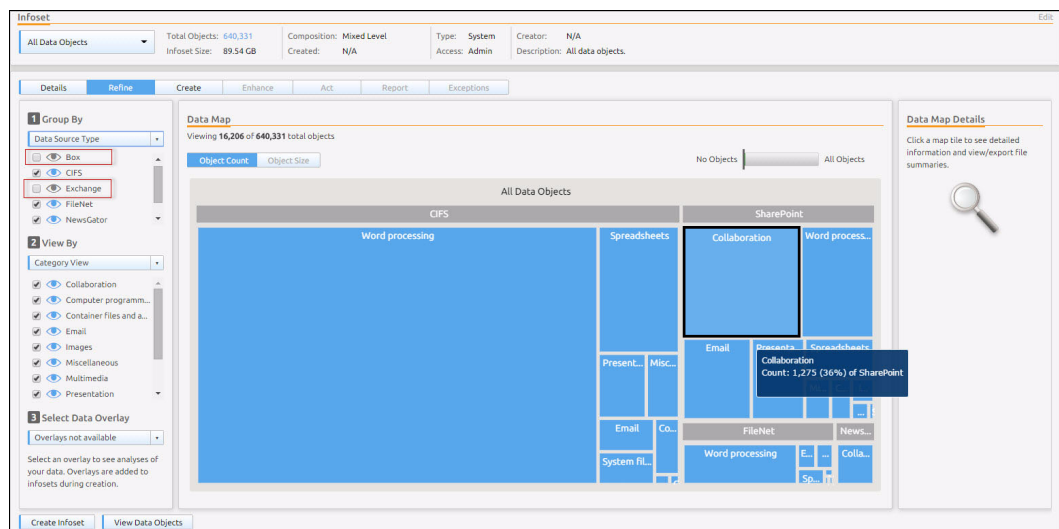 Infoset
Edit
All Data Objects
Total Objects: 640,331
Infoset Size: 89.54 GB
Composition: Mixed Level
Created: N/A
Type: System
Access: Admin
Creator: N/A
Description: All data objects.
Details
Refine
Create
Enhance
Act
Report
Exceptions
1 Group By
Data Source Type
Box
CIFS
Exchange
FileNet
NewsGator
2 View By
Category View
Collaboration
Computer programm...
Container files and a...
Email
Images
Miscellaneous
Multimedia
Presentation
3 Select Data Overlay
Overlays not available
Select an overlay to see analyses of
your data. Overlays are added to
infosets during creation.
Data Map
Viewing 16,206 of 640,331 total objects
Object Count
Object Size
No Objects
All Objects
All Data Objects
CIFS
SharePoint
Word processing
Spreadsheets
Collaboration
Word process...
Present...
Misc...
Email
Presenta...
Spreadsheets
Collaboration
Count: 1,275 (36%) of SharePoint
Email
Co...
System fil...
FileNet
News...
Word processing
E...
...
Colla...
Sp...
Data Map Details
Click a map tile to see detailed
information and view/export file
summaries.
Create Infoset
View Data Objects